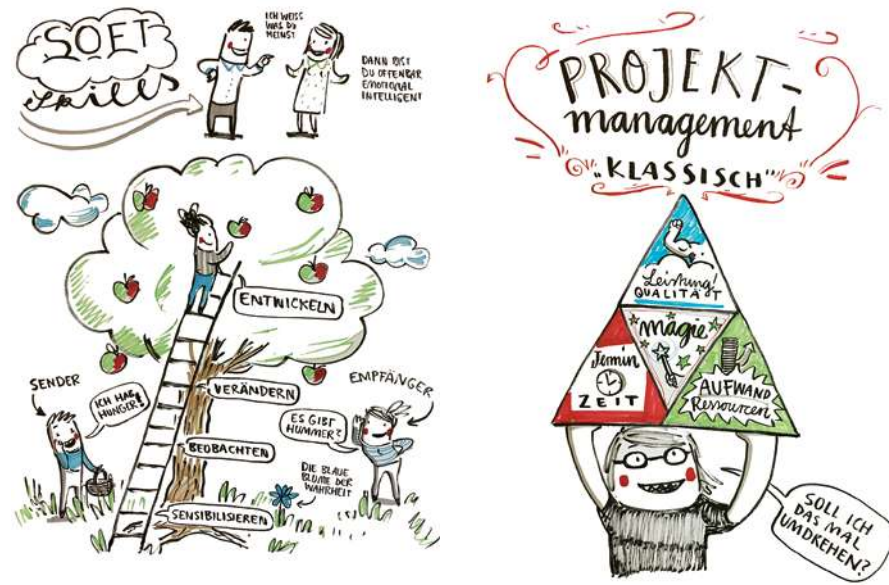 SOFT
Skills
ICH WEISS
WAS DU
MEINST
DANN BIST
DU OFFENBAR
EMOTIONAL
INTELLIGENT
ENTWICKELN
VERÄNDERN
BEOBACHTEN
SENSIBILISIEREN
SENDER
ICH HAB
HUNGER!
EMPFÄNGER
ES GIBT
HUMMER?
DIE BLAUE
BLUME DER
WAHRHEIT
PROJEKT-
management
„KLASSISCH"
Leistung!
QUALITÄT
magie
Termin
ZEIT
AUFWAND
Ressourcen
SOLL ICH
DAS MAL
UMDREHEN?